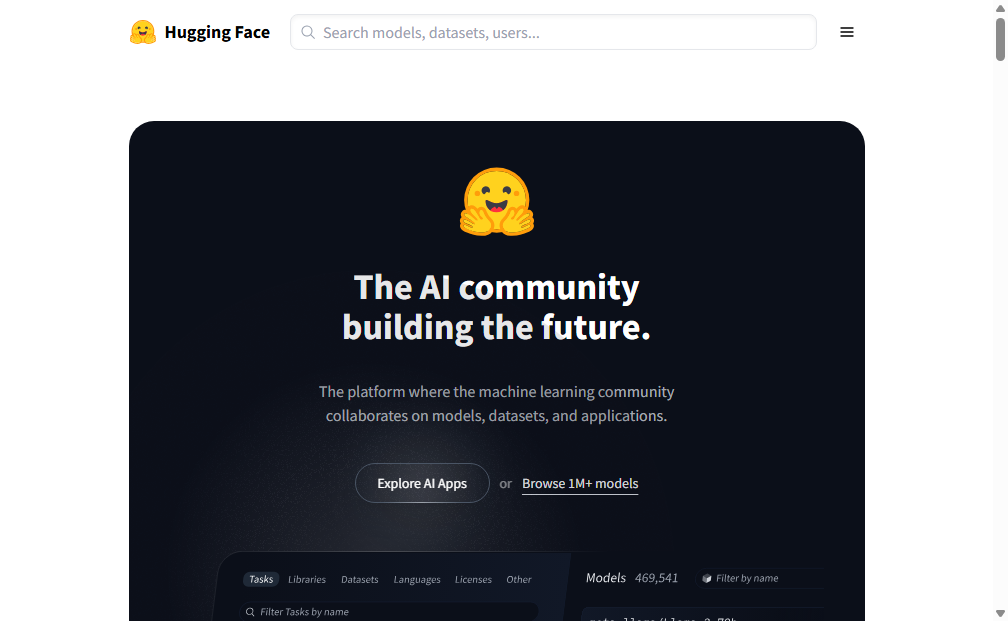 Hugging Face
Search models, datasets, users...
The AI community
building the future.
The platform where the machine learning community
collaborates on models, datasets, and applications.
Explore AI Apps or Browse 1M+ models
Tasks Libraries Datasets Languages Licenses Other
Models 469,541 Filter by name
Filter Tasks by name